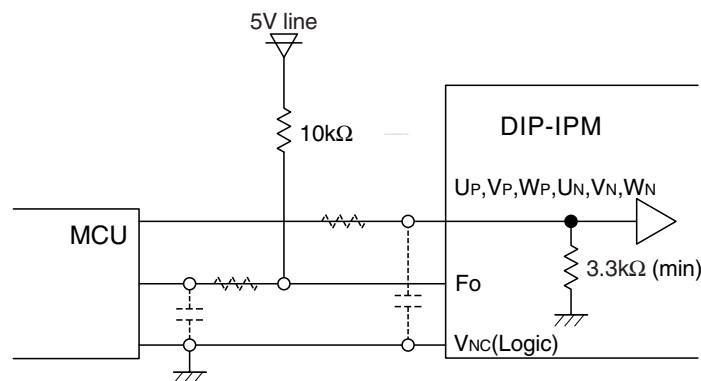 5V line
10kΩ
DIP-IPM
UP,VP,WP,UN,VN,WN
MCU
3.3kΩ (min)
Fo
VNC(Logic)